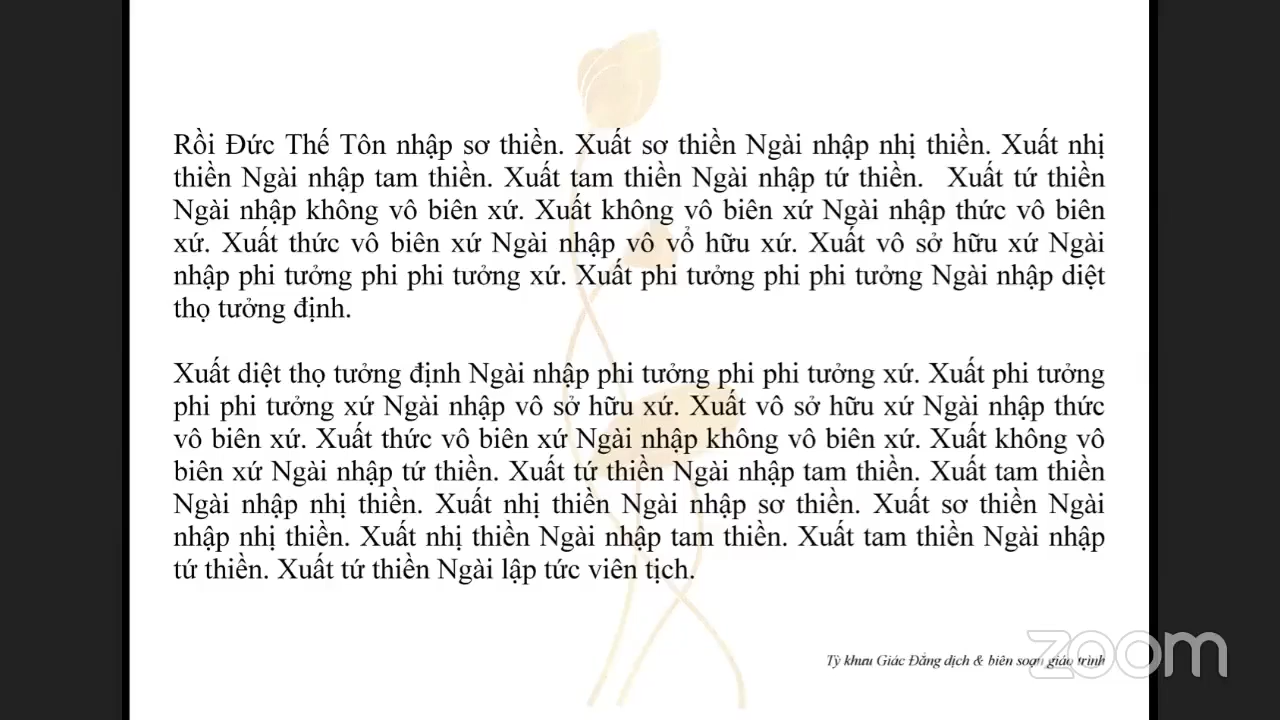 Rồi Đức Thế Tôn nhập sơ thiền. Xuất sơ thiền Ngài nhập nhị thiền. Xuất nhị
thiền Ngài nhập tam thiền. Xuất tam thiền Ngài nhập tứ thiền. Xuất tứ thiền
Ngài nhập không vô biên xứ. Xuất không vô biên xứ Ngài nhập thức vô biên
xứ. Xuất thức vô biên xứ Ngài nhập vô vổ hữu xứ. Xuất vô sở hữu xứ Ngài
nhập phi tưởng phi phi tưởng xứ. Xuất phi tưởng phi phi tưởng Ngài nhập diệt
thọ tưởng định.
Xuất diệt thọ tưởng định Ngài nhập phi tưởng phi phi tưởng xứ. Xuất phi tưởng
phi phi tưởng xứ Ngài nhập vô sở hữu xứ. Xuất vô sở hữu xứ Ngài nhập thức
vô biên xứ. Xuất thức vô biên xứ Ngài nhập không vô biên xứ. Xuất không vô
biên xứ Ngài nhập tứ thiền. Xuất tứ thiền Ngài nhập tam thiền. Xuất tam thiền
Ngài nhập nhị thiền. Xuất nhị thiền Ngài nhập sơ thiền. Xuất sơ thiền Ngài
nhập nhị thiền. Xuất nhị thiền Ngài nhập tam thiền. Xuất tam thiền Ngài nhập
tứ thiền. Xuất tứ thiền Ngài lập tức viên tịch.
Tỳ khưu Giác Đẳng dịch & biên soạn giáo trình
zoom